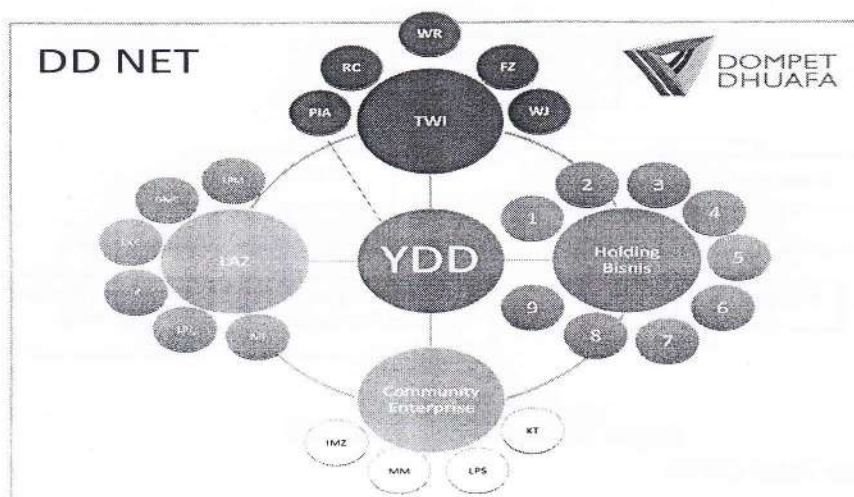 DD NET
DOMPET
DHUAFA
WR
RC
FZ
PIA
TWI
WJ
LAZ
YDD
Holding
Bisnis
1
2
3
4
5
6
7
8
9
Community
Enterprise
IMZ
MM
LPS
KT